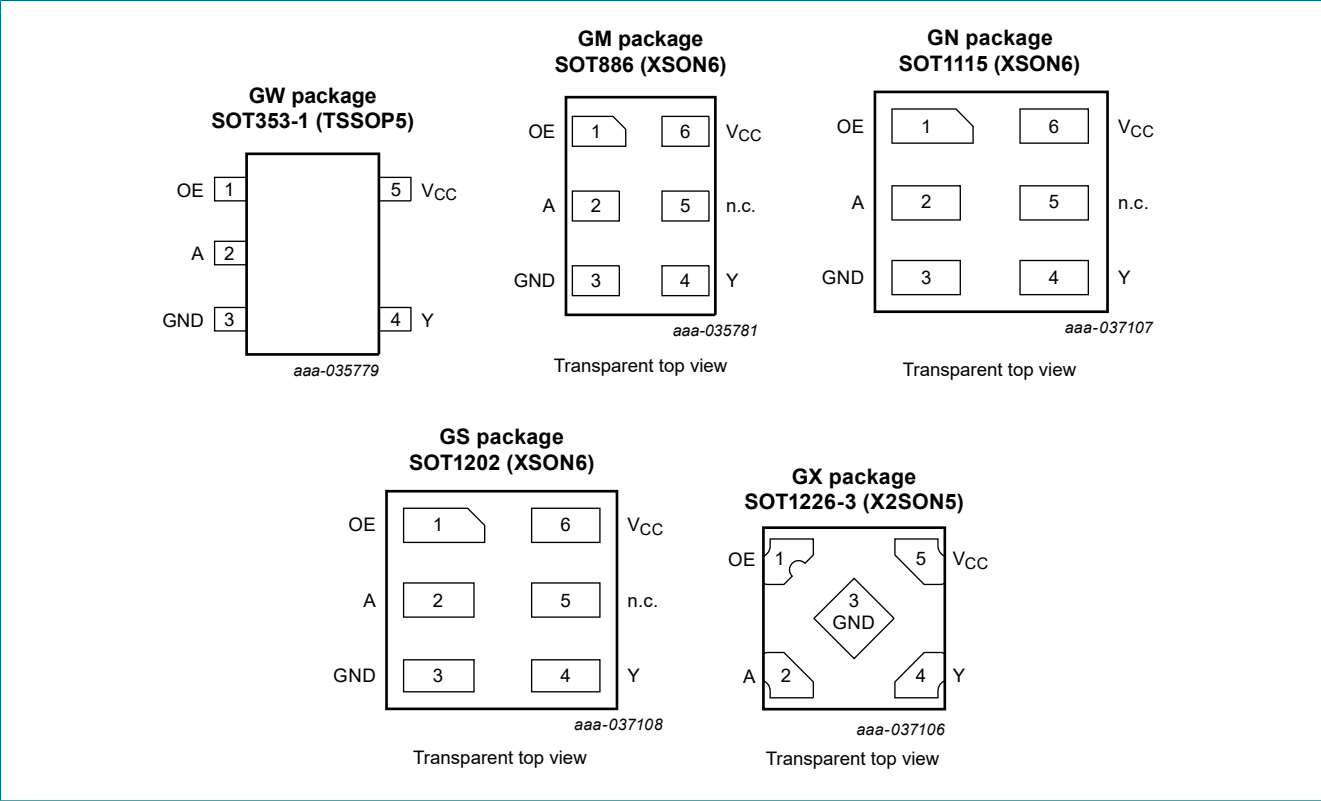 GW package
SOT353-1 (TSSOP5)
OE 1
5 VCC
A 2
GND 3
4 Y
aaa-035779
GM package
SOT886 (XSON6)
OE 1 6 VCC
A 2 5 n.c.
GND 3 4 Y
aaa-035781
Transparent top view
GN package
SOT1115 (XSON6)
OE 1 6 VCC
A 2 5 n.c.
GND 3 4 Y
aaa-037107
Transparent top view
GS package
SOT1202 (XSON6)
OE 1 6 VCC
A 2 5 n.c.
GND 3 4 Y
aaa-037108
Transparent top view
GX package
SOT1226-3 (X2SON5)
OE 1 5 VCC
3
GND
A 2 4 Y
aaa-037106
Transparent top view